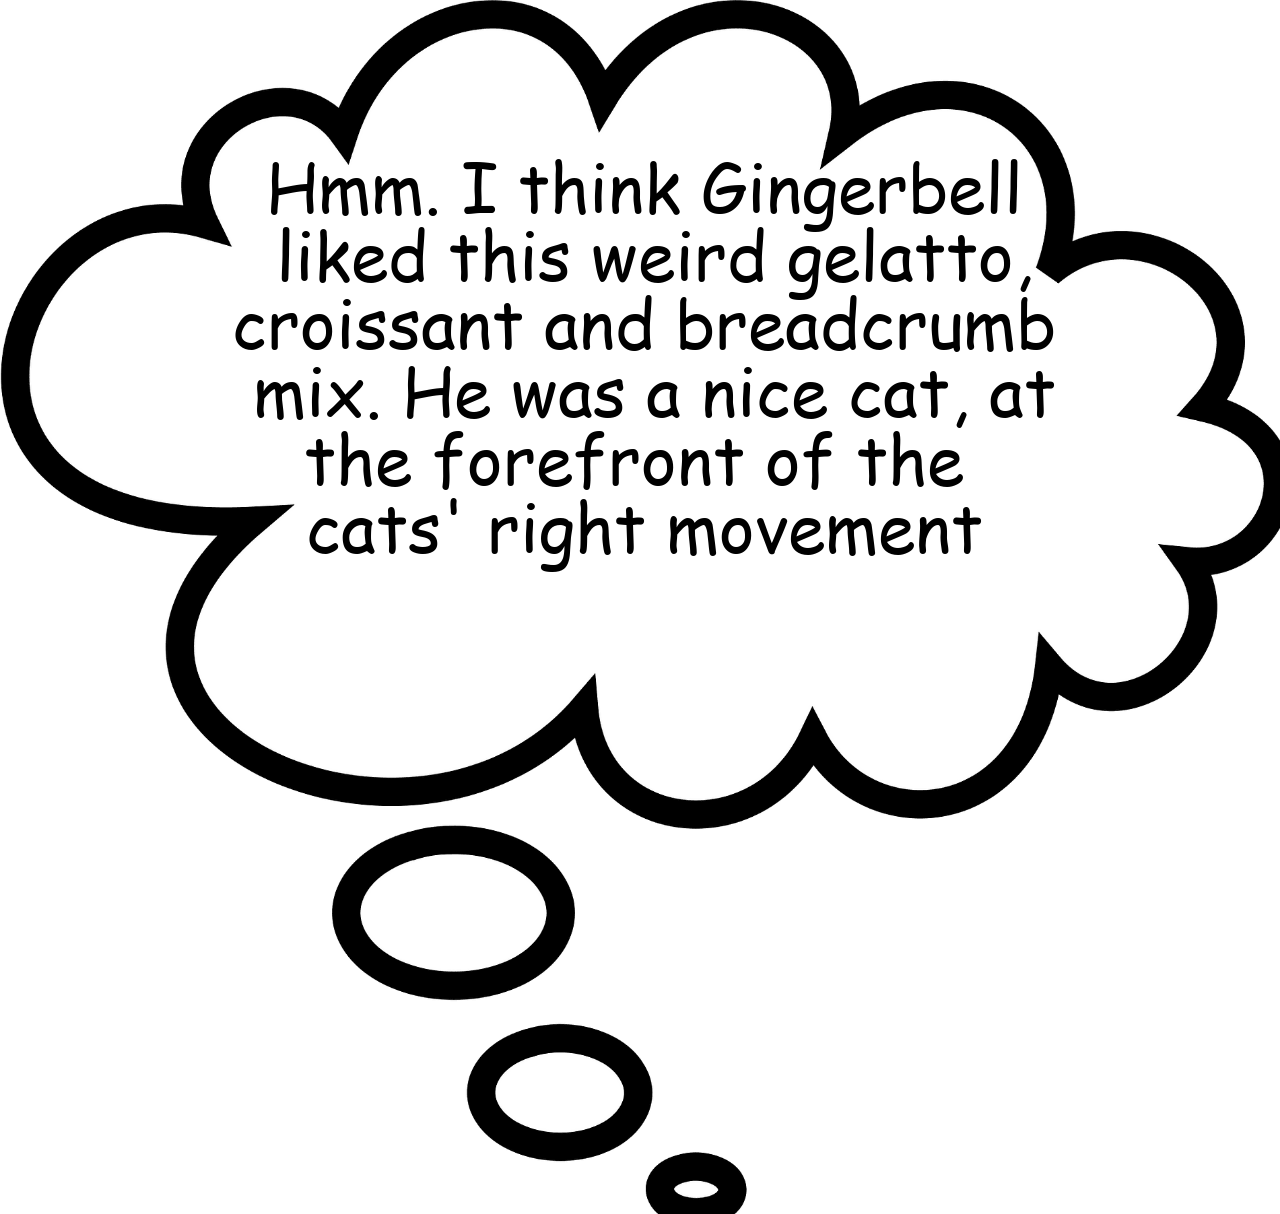 Hmm. I think Gingerbell
liked this weird gelatto,
croissant and breadcrumb
mix. He was a nice cat, at
the forefront of the
cats' right movement